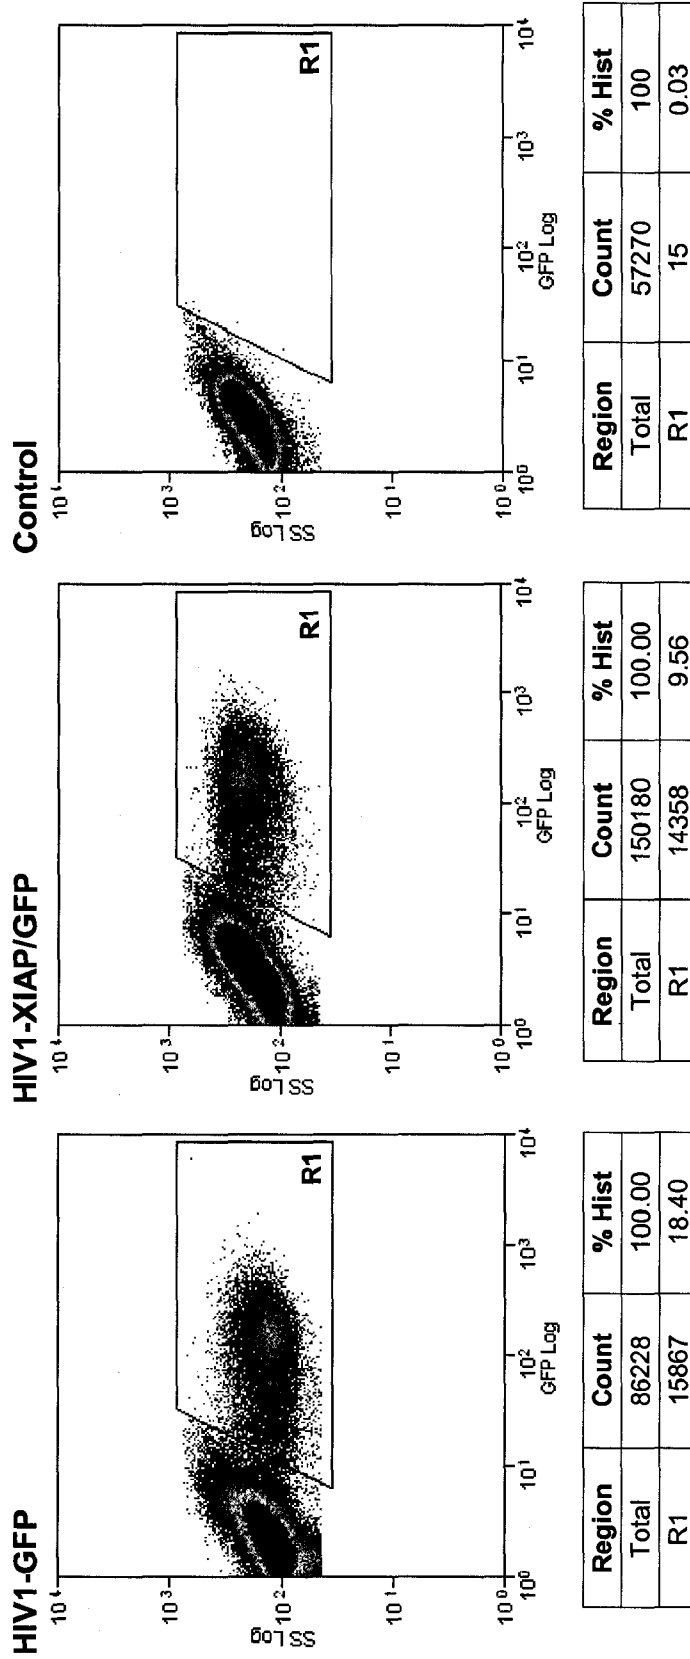 HIV1-GFP
10⁴
10³
10²
10¹
10⁰
SS Log
R1
10⁰
10¹
10²
10³
10⁴
GFP Log
Region Count % Hist
Total 86228 100.00
R1 15867 18.40
HIV1-XIAP/GFP
10⁴
10³
10²
10¹
10⁰
SS Log
R1
10⁰
10¹
10²
10³
10⁴
GFP Log
Region Count % Hist
Total 150180 100.00
R1 14358 9.56
Control
10⁴
10³
10²
10¹
10⁰
SS Log
R1
10⁰
10¹
10²
10³
10⁴
GFP Log
Region Count % Hist
Total 57270 100
R1 15 0.03